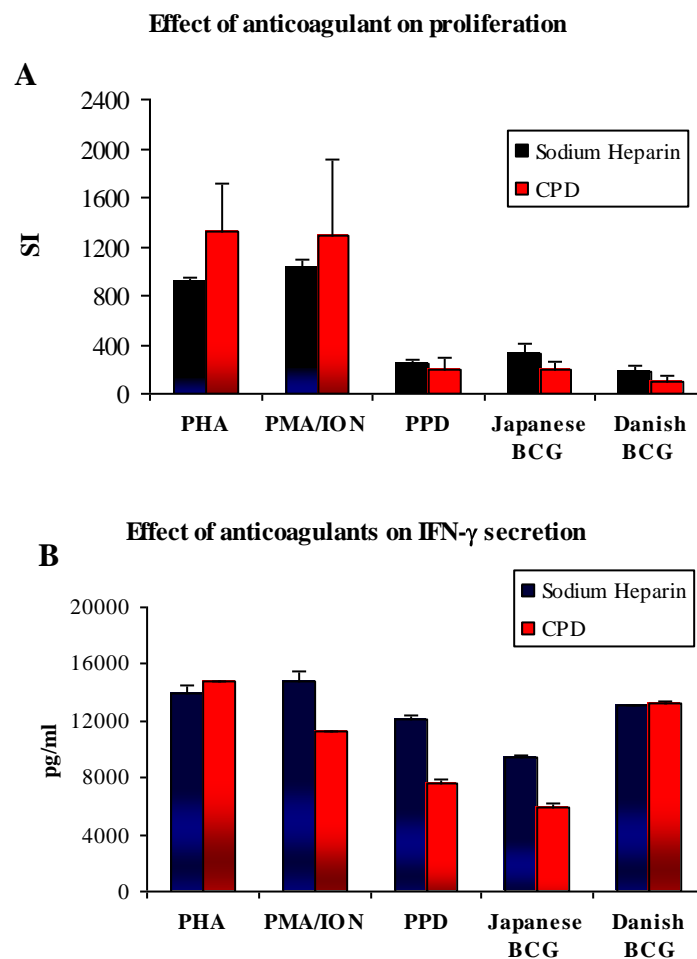 Effect of anticoagulant on proliferation
A
2400
2000
1600
1200
800
400
0
SI
Sodium Heparin
CPD
PHA PMA/ION PPD Japanese BCG Danish BCG
Effect of anticoagulants on IFN-γ secretion
B
20000
16000
12000
8000
4000
0
pg/ml
Sodium Heparin
CPD
PHA PMA/ION PPD Japanese BCG Danish BCG